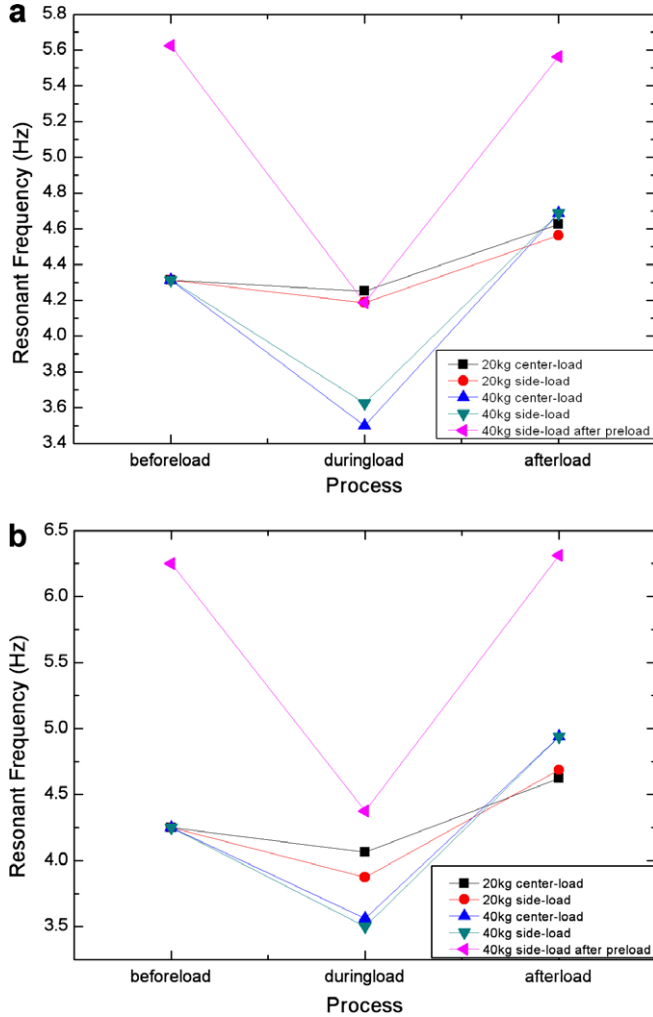 a
5.8
5.6
5.4
5.2
5.0
4.8
4.6
4.4
4.2
4.0
3.8
3.6
3.4
Resonant Frequency (Hz)
20kg center-load
20kg side-load
40kg center-load
40kg side-load
40kg side-load after preload
beforeload duringload afterload
Process
b
6.5
6.0
5.5
5.0
4.5
4.0
3.5
Resonant Frequency (Hz)
20kg center-load
20kg side-load
40kg center-load
40kg side-load
40kg side-load after preload
beforeload duringload afterload
Process